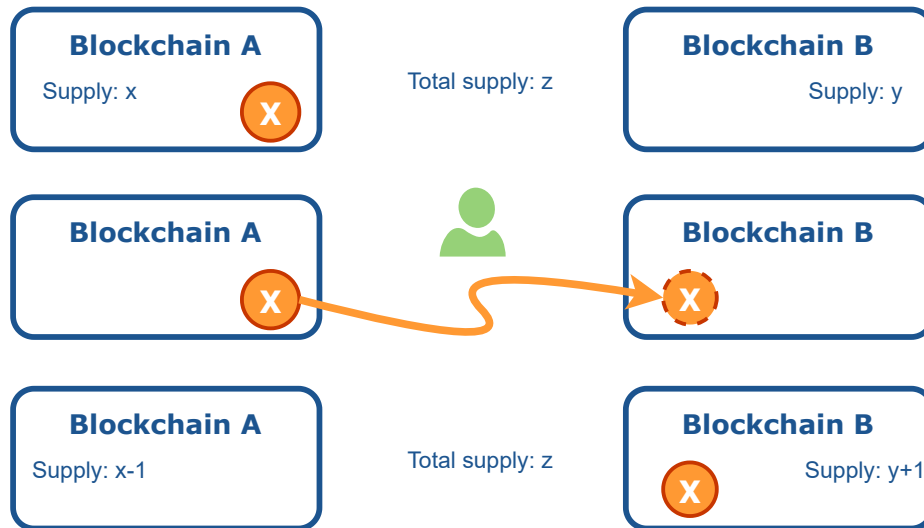 Blockchain A
Blockchain B
Supply: x
Total supply: z
Supply: y
X
Blockchain A
Blockchain B
X
X
Blockchain A
Blockchain B
Supply: x-1
Total supply: z
Supply: y+1
X